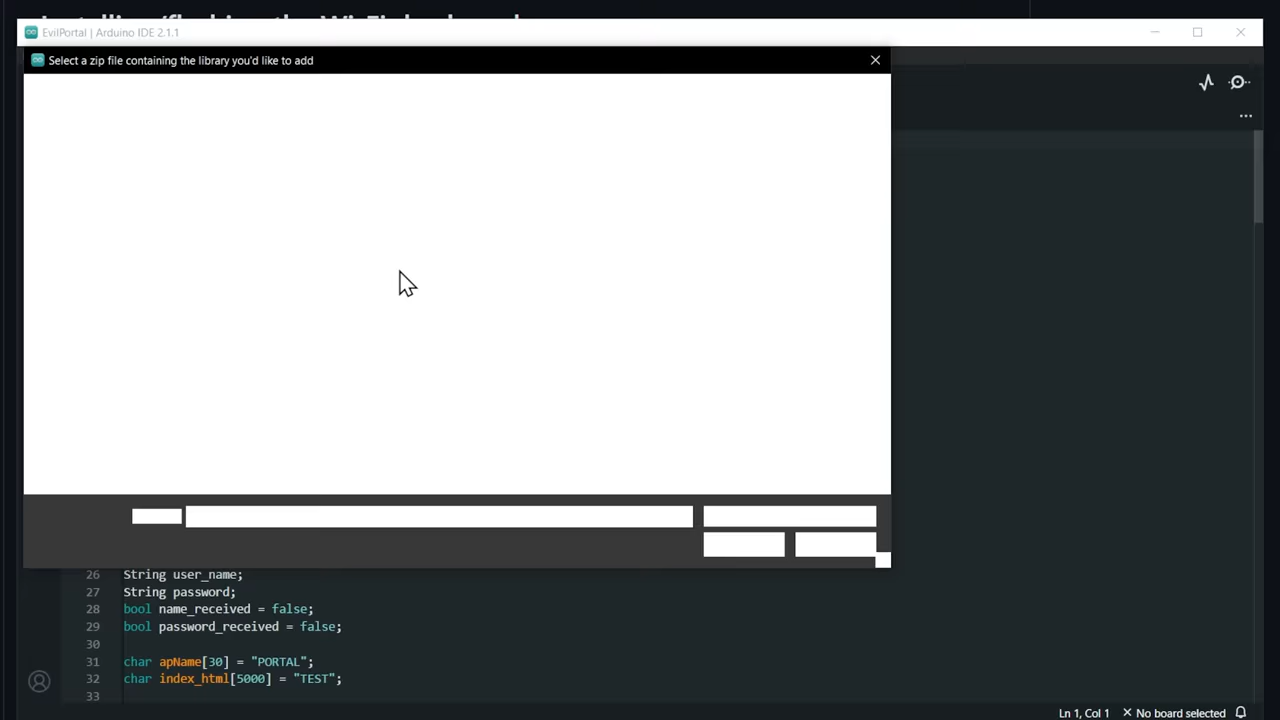 EvilPortal | Arduino IDE 2.1.1
Select a zip file containing the library you'd like to add
26 String user_name;
27 String password;
28 bool name_received = false;
29 bool password_received = false;
30
31 char apName[30] = "PORTAL";
32 char index_html[5000] = "TEST";
33
Ln 1, Col 1 No board selected